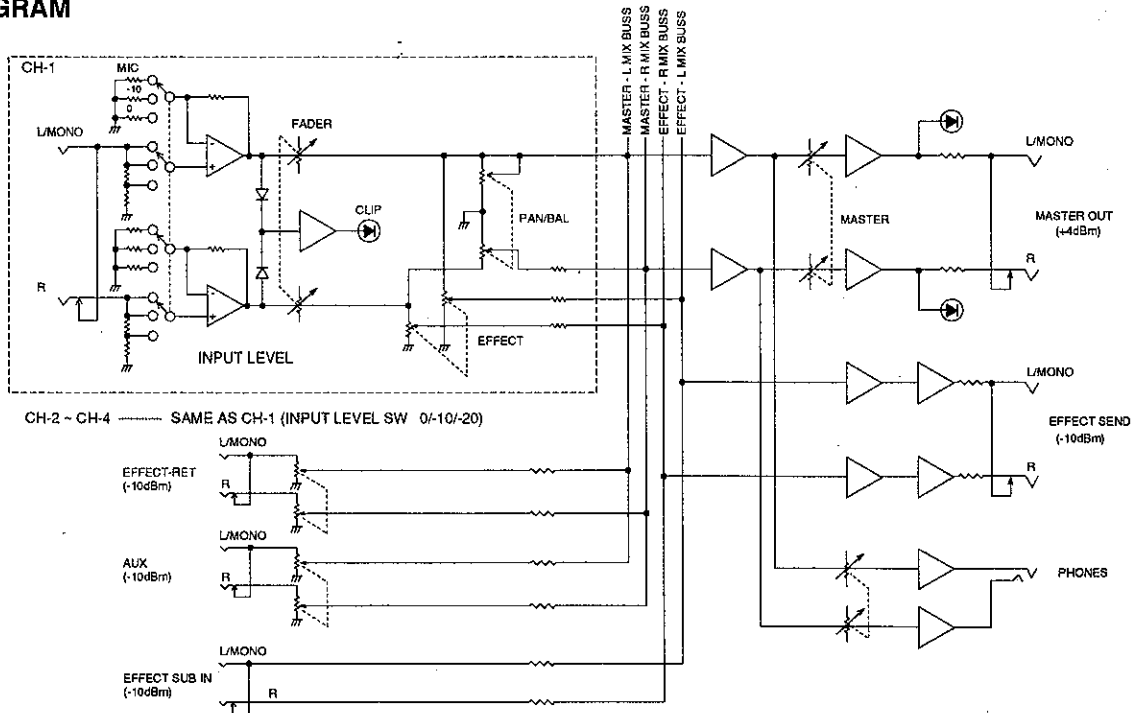 GRAM
CH-1
MIC
-10
0
L/MONO
R
INPUT LEVEL
FADER
CLIP
PAN/BAL
EFFECT
MASTER - L MIX BUSS
MASTER - R MIX BUSS
EFFECT - R MIX BUSS
EFFECT - L MIX BUSS
MASTER
L/MONO
MASTER OUT
(+4dBm)
R
L/MONO
EFFECT SEND
(-10dBm)
R
PHONES
CH-2 ~ CH-4 ——— SAME AS CH-1 (INPUT LEVEL SW 0/-10/-20)
L/MONO
EFFECT-RET
(-10dBm)
R
L/MONO
AUX
(-10dBm)
R
L/MONO
EFFECT SUB IN
(-10dBm)
R